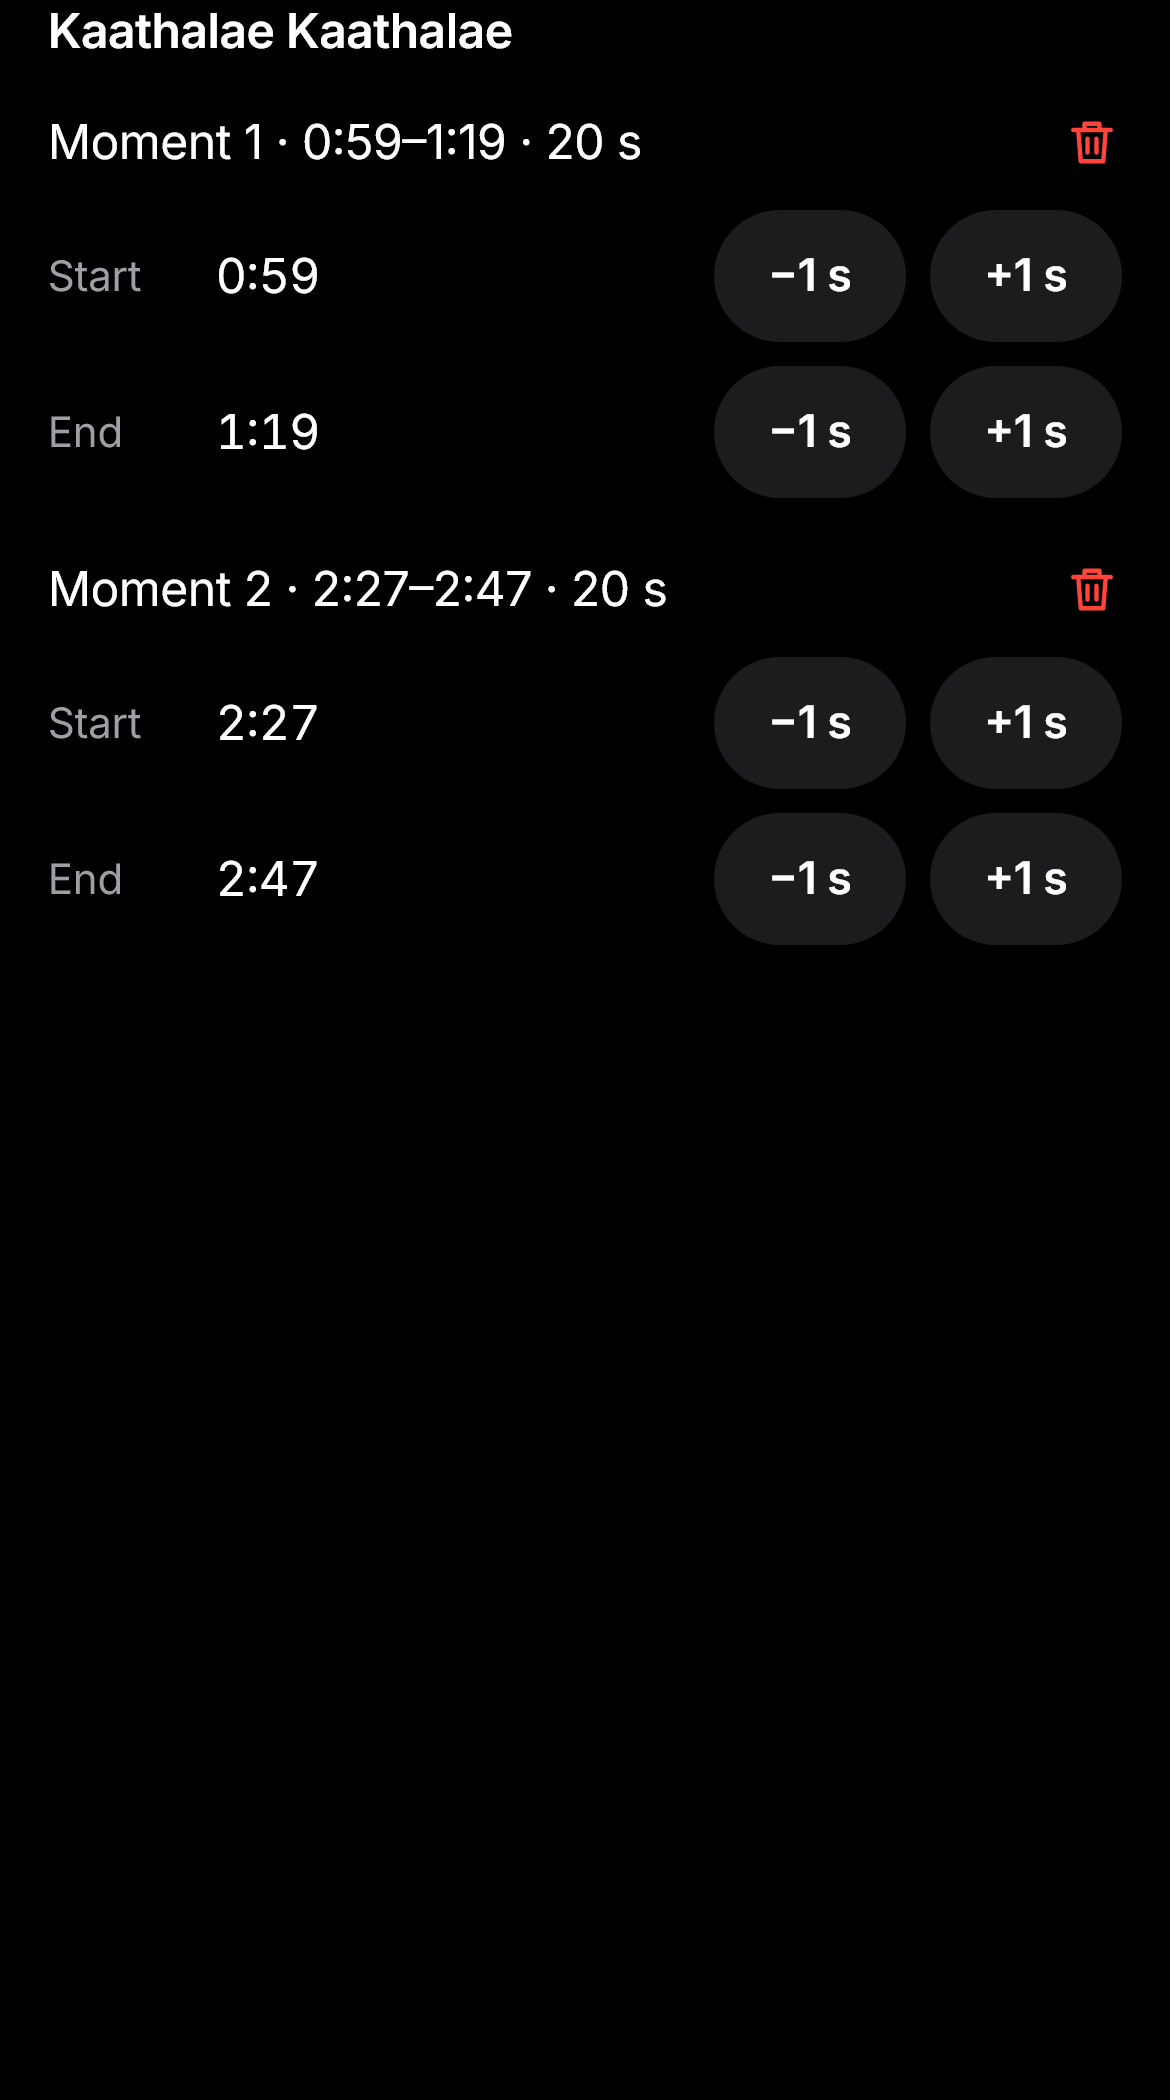 Kaathalae Kaathalae
Moment 1 · 0:59–1:19 · 20 s
Start 0:59 −1 s +1 s
End 1:19 −1 s +1 s
Moment 2 · 2:27–2:47 · 20 s
Start 2:27 −1 s +1 s
End 2:47 −1 s +1 s